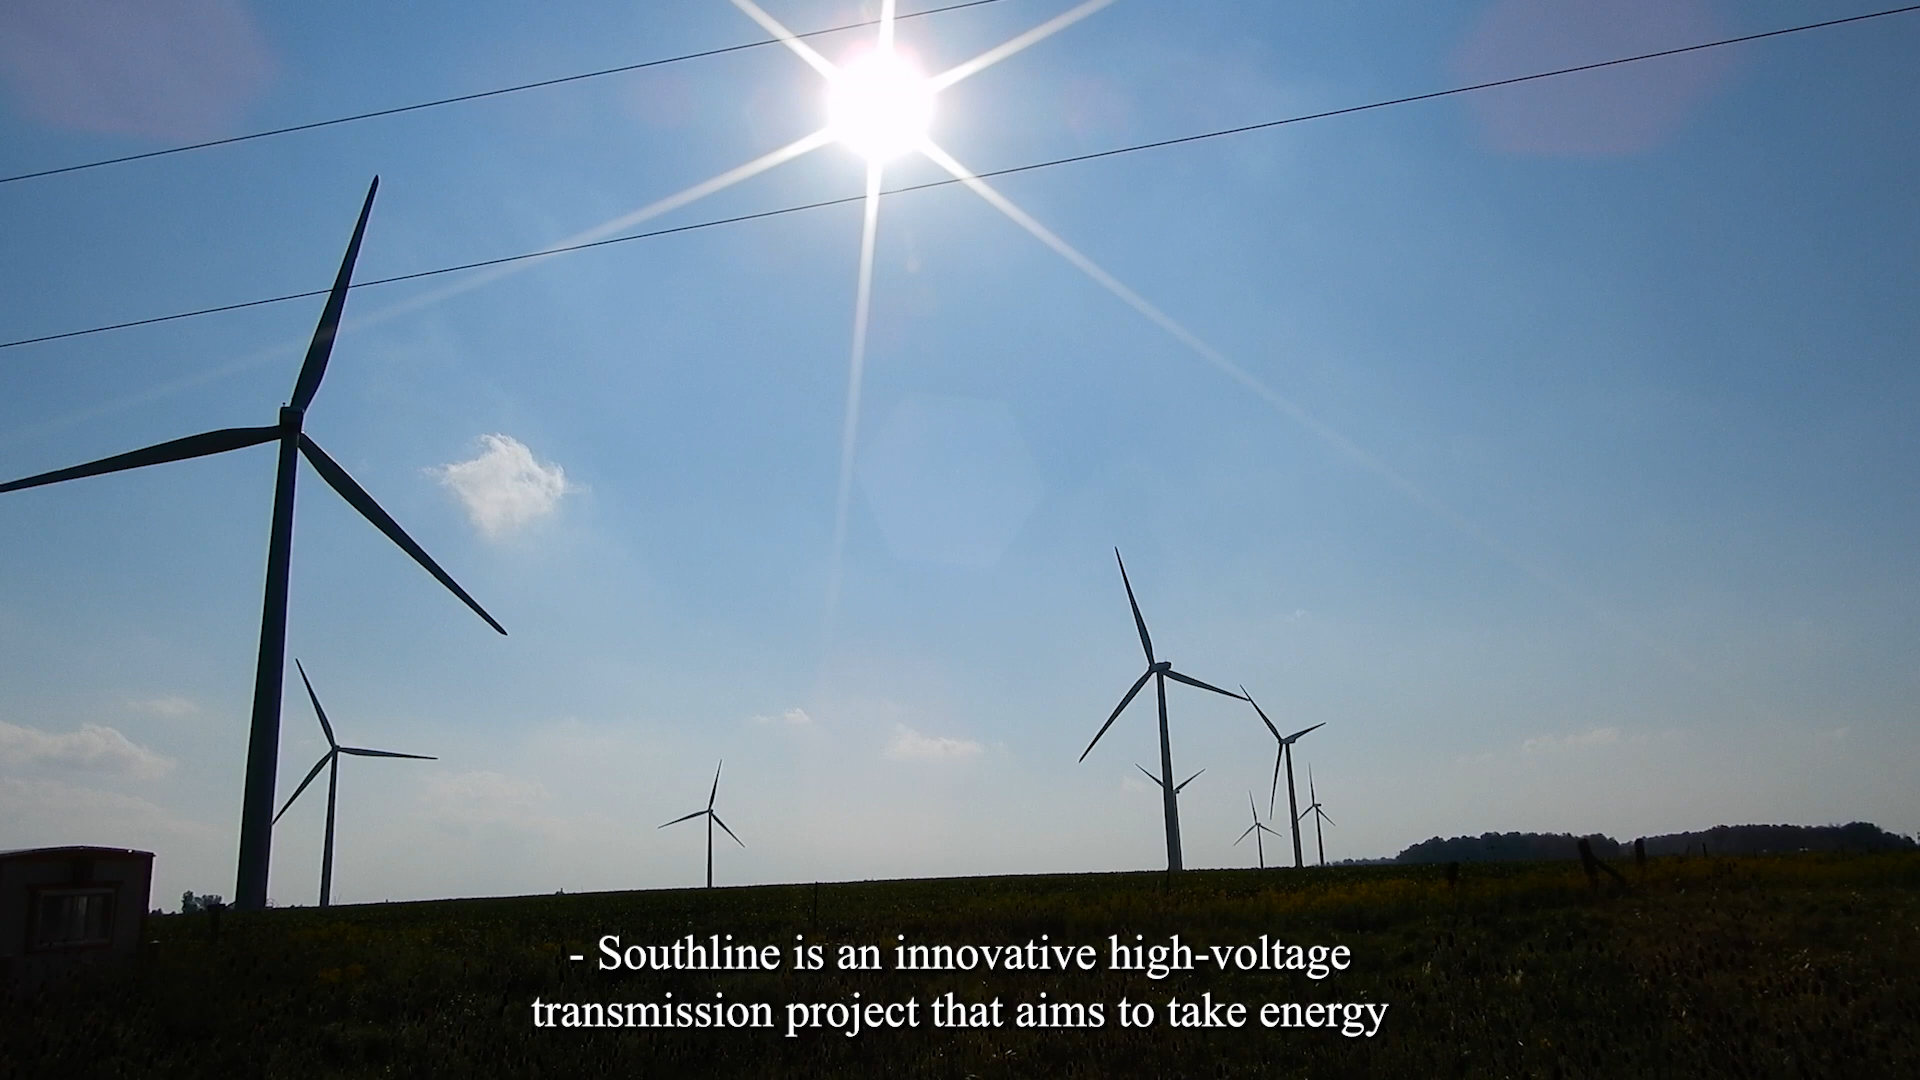 - Southline is an innovative high-voltage
transmission project that aims to take energy